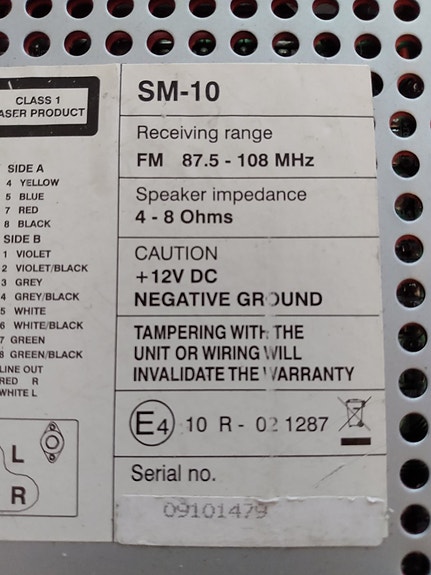 CLASS 1
ASER PRODUCT
SIDE A
4 YELLOW
5 BLUE
7 RED
8 BLACK
SIDE B
1 VIOLET
2 VIOLET/BLACK
3 GREY
4 GREY/BLACK
5 WHITE
6 WHITE/BLACK
7 GREEN
8 GREEN/BLACK
LINE OUT
RED R
WHITE L
L
R
SM-10
Receiving range
FM 87.5 - 108 MHz
Speaker impedance
4 - 8 Ohms
CAUTION
+12V DC
NEGATIVE GROUND
TAMPERING WITH THE
UNIT OR WIRING WILL
INVALIDATE THE WARRANTY
E4 10 R - 02 1287
Serial no.
09101479